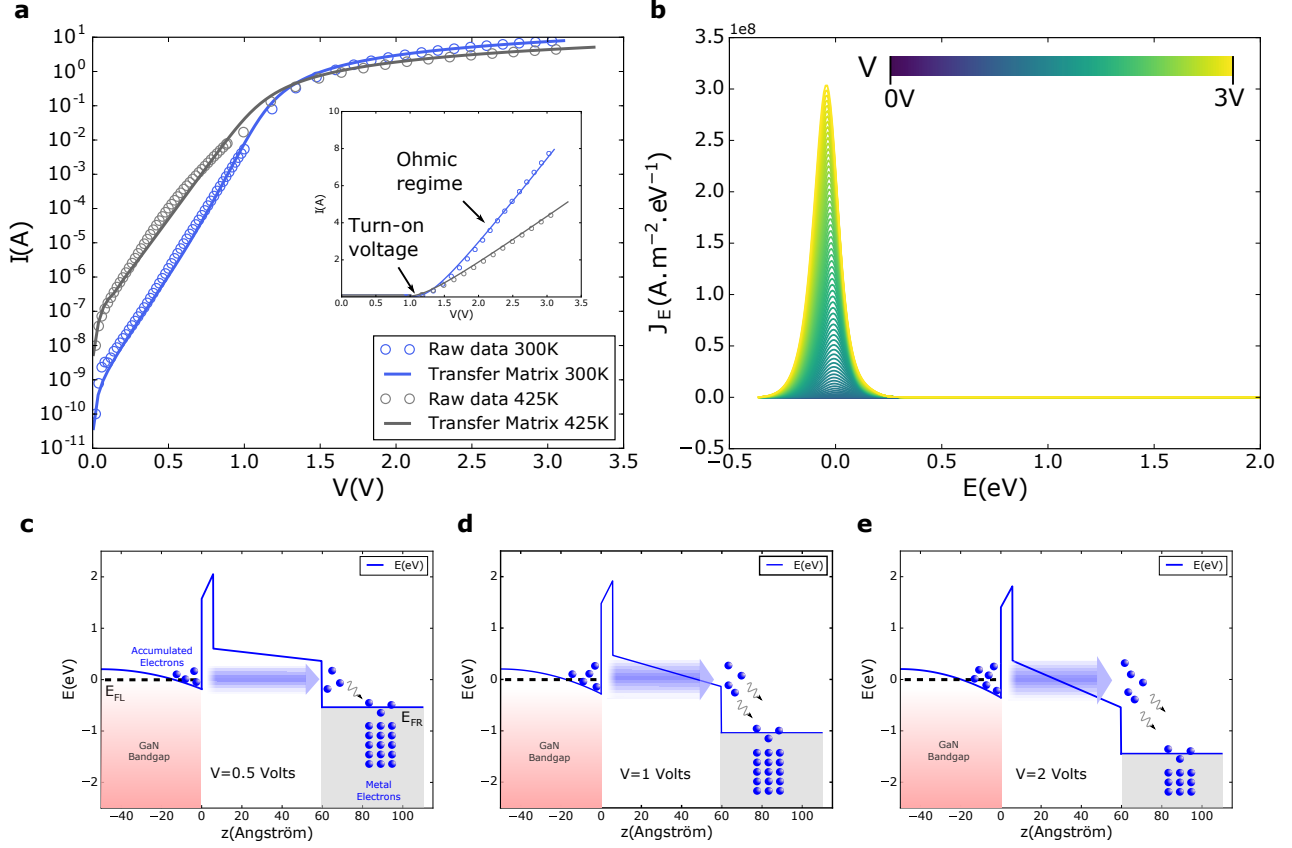 a
10^1
10^0
10^-1
10^-2
10^-3
10^-4
10^-5
10^-6
10^-7
10^-8
10^-9
10^-10
10^-11
I(A)
0.0 0.5 1.0 1.5 2.0 2.5 3.0 3.5
V(V)
10
8
6
4
2
I(A)
0.0 0.5 1.0 1.5 2.0 2.5 3.0 3.5
V(V)
Ohmic
regime
Turn-on
voltage
Raw data 300K
Transfer Matrix 300K
Raw data 425K
Transfer Matrix 425K
b
1e8
3.5
3.0
2.5
2.0
1.5
1.0
0.5
0.0
−0.5
J_E(A.m^−2.eV^−1)
V
0V 3V
−0.5 0.0 0.5 1.0 1.5 2.0
E(eV)
c
E(eV)
2
1
0
−1
−2
E(eV)
Accumulated
Electrons
E_FL
E_FR
GaN
Bandgap
V=0.5 Volts
Metal
Electrons
−40 −20 0 20 40 60 80 100
z(Angström)
d
E(eV)
2
1
0
−1
−2
E(eV)
GaN
Bandgap
V=1 Volts
−40 −20 0 20 40 60 80 100
z(Angström)
e
E(eV)
2
1
0
−1
−2
E(eV)
GaN
Bandgap
V=2 Volts
−40 −20 0 20 40 60 80 100
z(Angström)